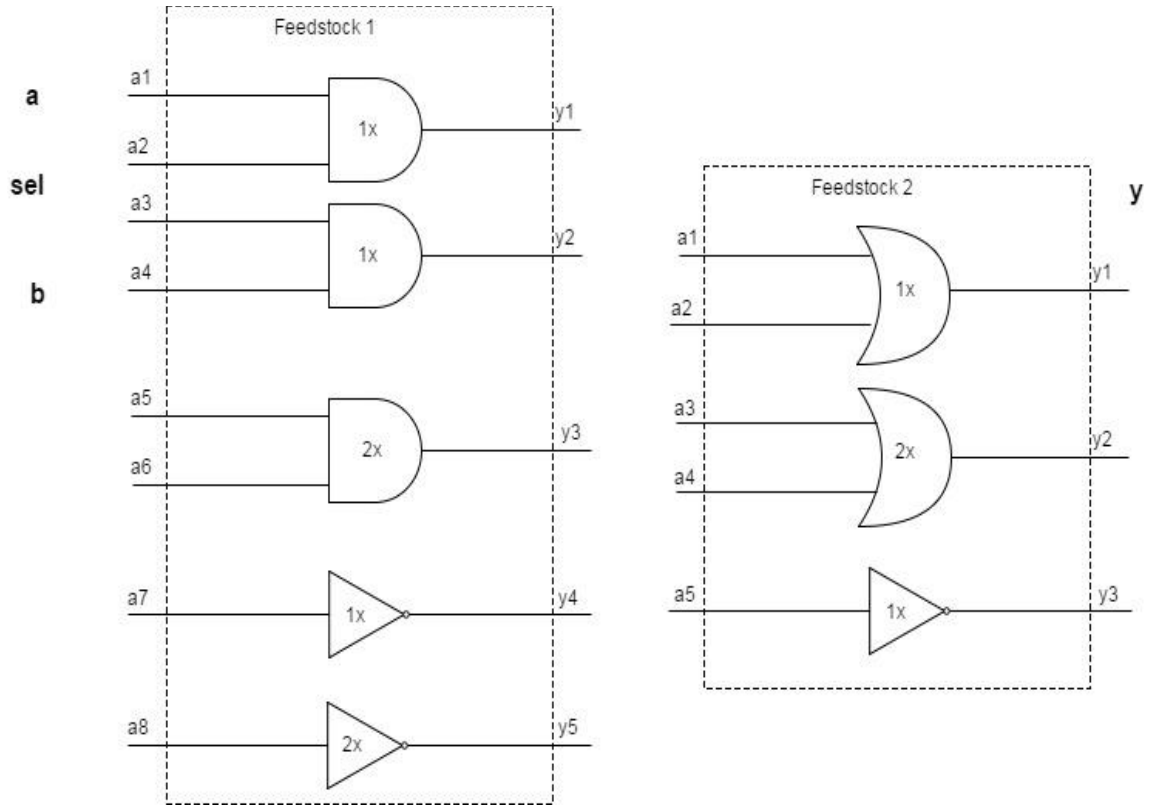 Feedstock 1
a1
a
1x
y1
a2
sel
a3
1x
y2
a4
b
a5
2x
y3
a6
a7
1x
y4
a8
2x
y5
Feedstock 2
y
a1
1x
y1
a2
a3
2x
y2
a4
a5
1x
y3